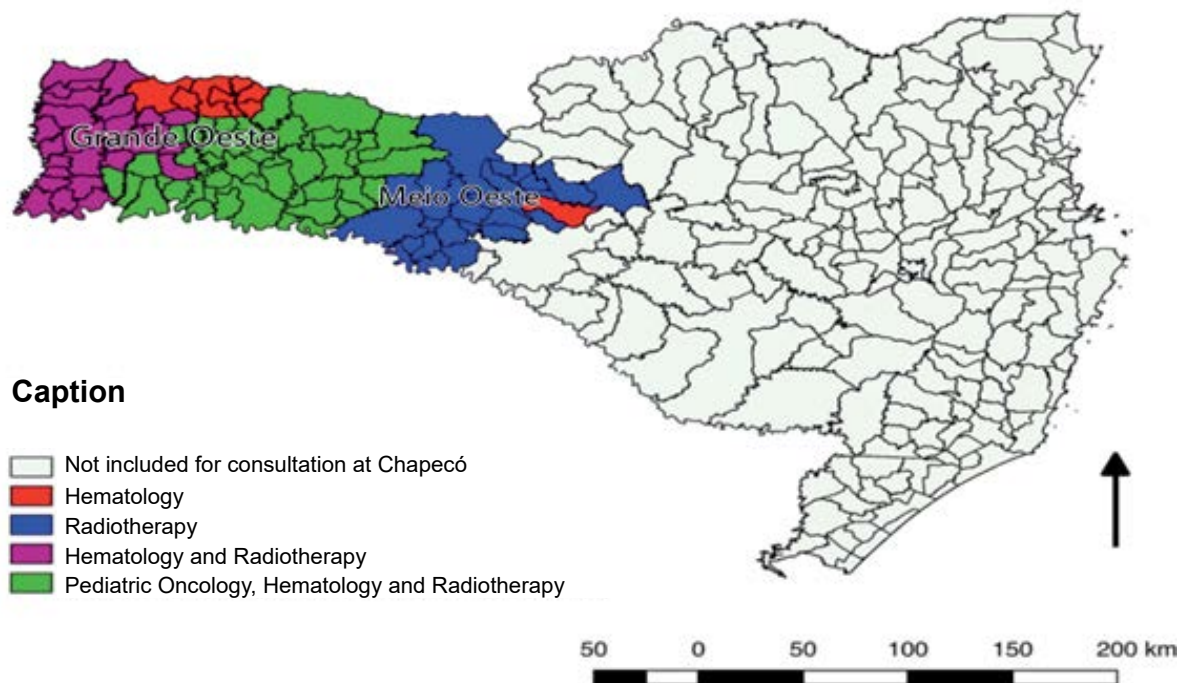 Grande Oeste
Meio Oeste
Caption
Not included for consultation at Chapecó
Hematology
Radiotherapy
Hematology and Radiotherapy
Pediatric Oncology, Hematology and Radiotherapy
50 0 50 100 150 200 km